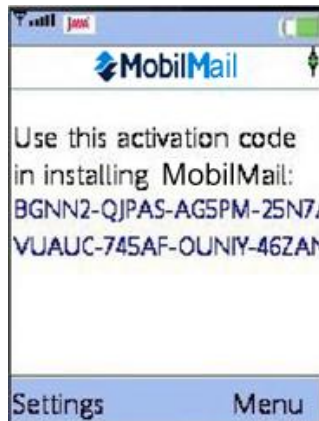 Java
MobilMail
Use this activation code
in installing MobilMail:
BGNN2-QJPAS-AG5PM-25N7
VUAUC-745AF-OUNIY-46ZAN
Settings Menu